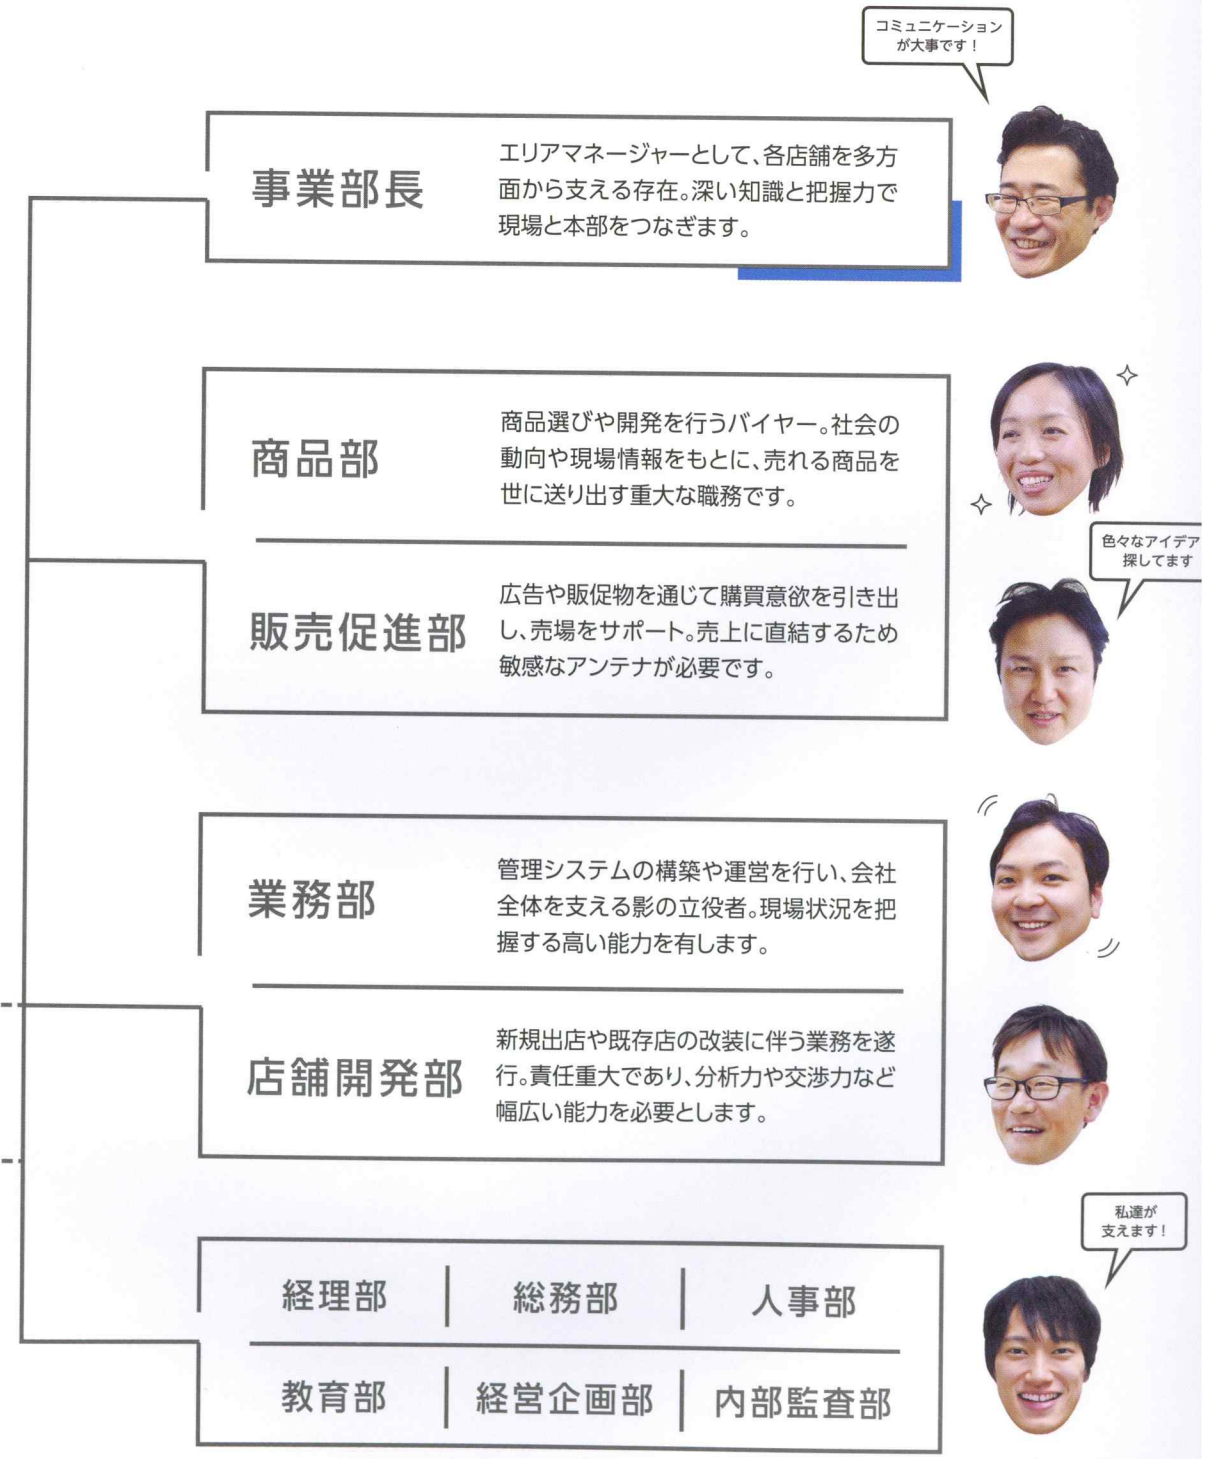 コミュニケーション
が大事です！
事業部長
エリアマネージャーとして、各店舗を多方
面から支える存在。深い知識と把握力で
現場と本部をつなぎます。
商品部
商品選びや開発を行うバイヤー。社会の
動向や現場情報をもとに、売れる商品を
世に送り出す重大な職務です。
色々なアイデア
探してます
販売促進部
広告や販促物を通じて購買意欲を引き出
し、売場をサポート。売上に直結するため
敏感なアンテナが必要です。
業務部
管理システムの構築や運営を行い、会社
全体を支える影の立役者。現場状況を把
握する高い能力を有します。
店舗開発部
新規出店や既存店の改装に伴う業務を遂
行。責任重大であり、分析力や交渉力など
幅広い能力を必要とします。
私達が
支えます！
経理部
総務部
人事部
教育部
経営企画部
内部監査部